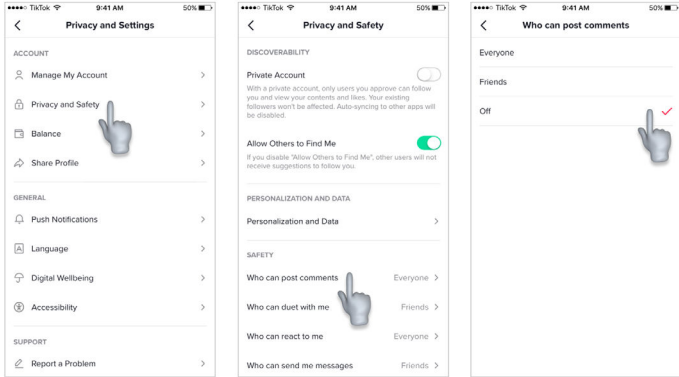 ●●●●○ TikTok 9:41 AM 50%
Privacy and Settings
ACCOUNT
Manage My Account
Privacy and Safety
Balance
Share Profile
GENERAL
Push Notifications
A Language
Digital Wellbeing
Accessibility
SUPPORT
Report a Problem
●●●●○ TikTok 9:41 AM 50%
Privacy and Safety
DISCOVERABILITY
Private Account
With a private account, only users you approve can follow
you and view your contents and likes. Your existing
followers won't be affected. Auto-syncing to other apps will
be disabled.
Allow Others to Find Me
If you disable "Allow Others to Find Me", other users will not
receive suggestions to follow you.
PERSONALIZATION AND DATA
Personalization and Data
SAFETY
Who can post comments Everyone
Who can duet with me Friends
Who can react to me Everyone
Who can send me messages Friends
●●●●○ TikTok 9:41 AM 50%
Who can post comments
Everyone
Friends
Off